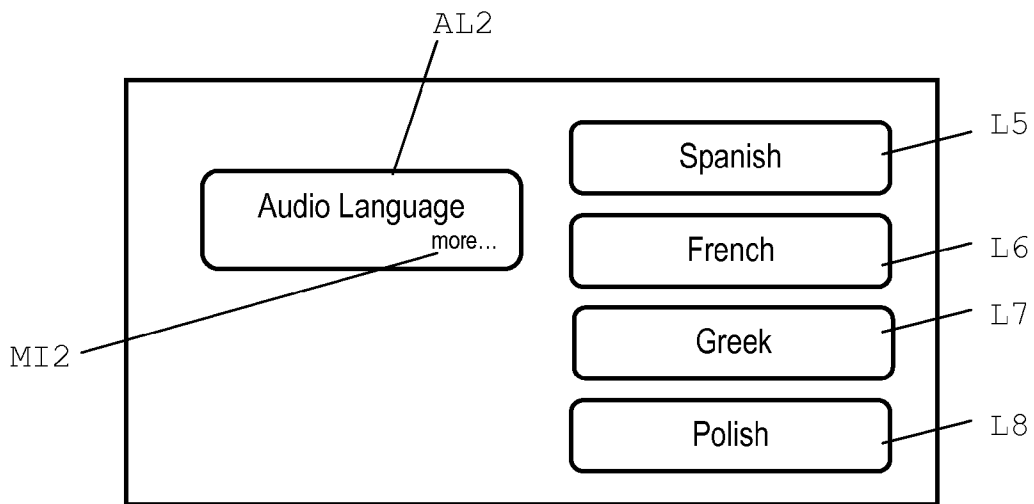 AL2
Spanish
L5
Audio Language
more...
French
L6
MI2
Greek
L7
Polish
L8